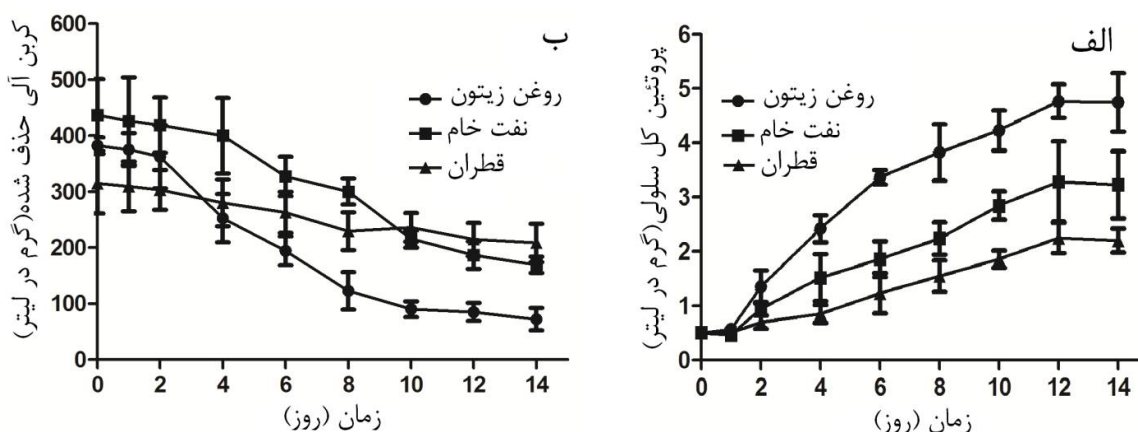 الف
پروتئین کل سلولی(گرم در لیتر)
6
5
4
3
2
1
0
روغن زیتون
نفت خام
قطران
0 2 4 6 8 10 12 14
زمان (روز)
ب
کربن آلی حذف شده(گرم در لیتر)
600
500
400
300
200
100
0
روغن زیتون
نفت خام
قطران
0 2 4 6 8 10 12 14
زمان (روز)